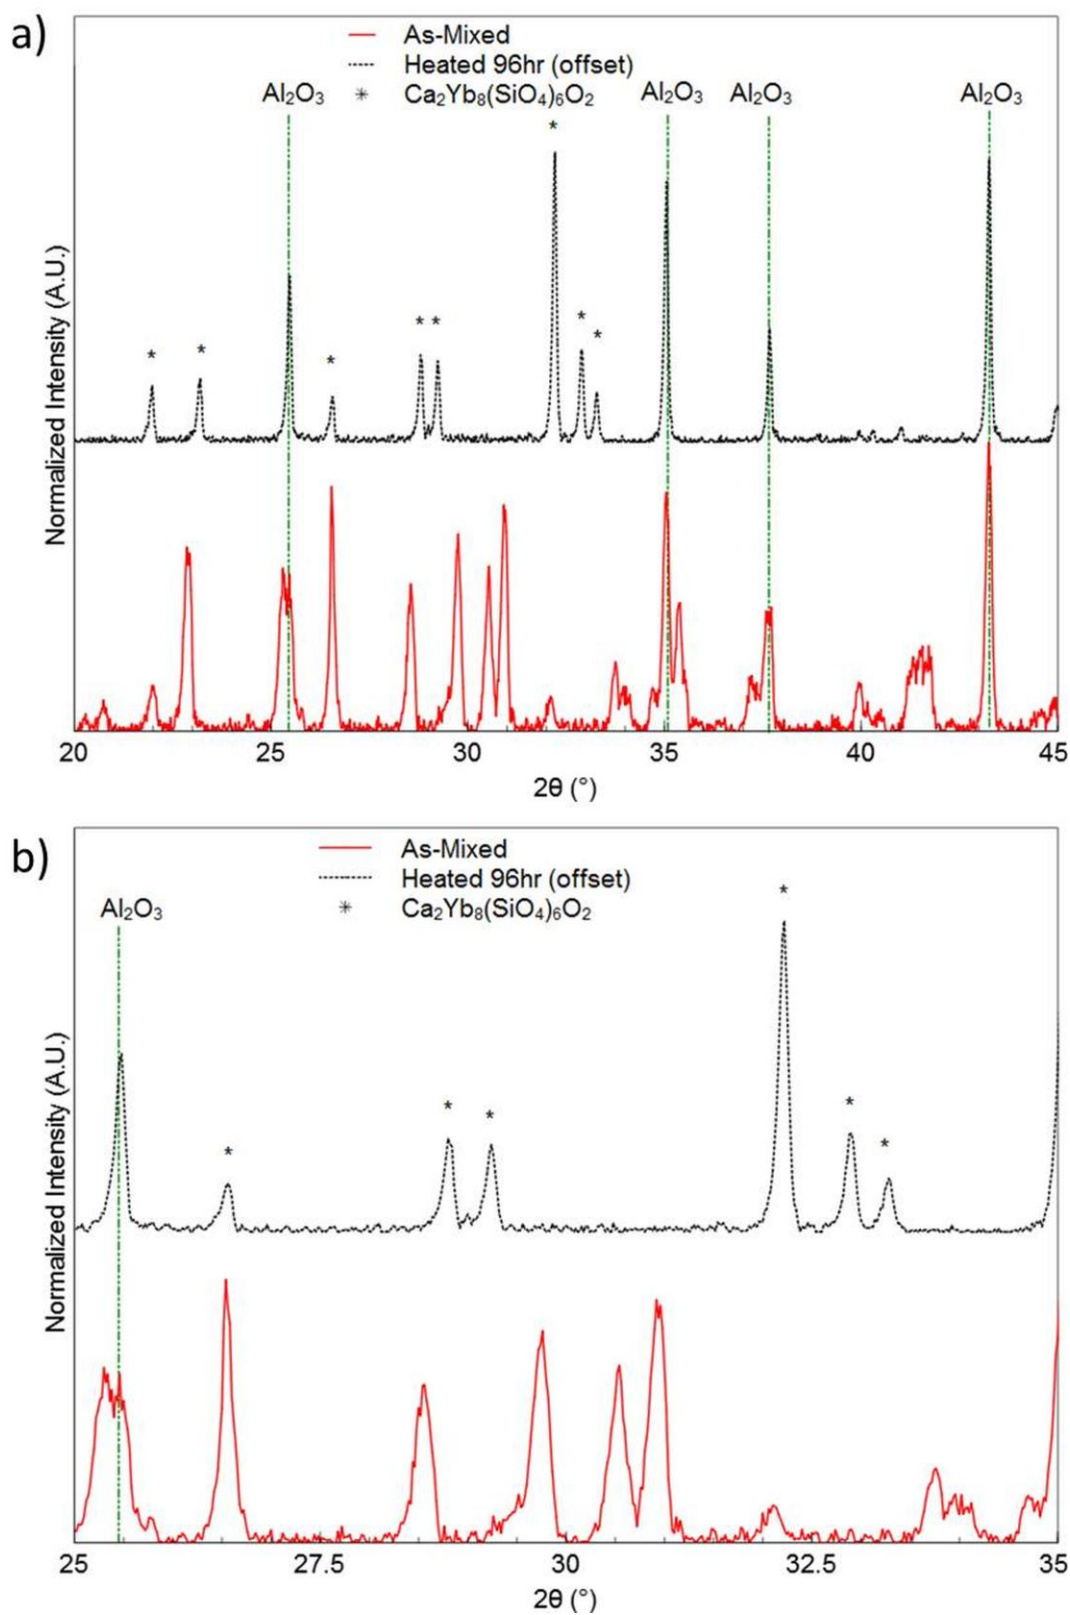 a)
As-Mixed
Heated 96hr (offset)
* Ca₂Yb₈(SiO₄)₆O₂
Al₂O₃ Al₂O₃ Al₂O₃ Al₂O₃
*
* * * * * * *
Normalized Intensity (A.U.)
20 25 30 35 40 45
2θ (°)
b)
As-Mixed
Heated 96hr (offset)
* Ca₂Yb₈(SiO₄)₆O₂
Al₂O₃
*
* * * * *
Normalized Intensity (A.U.)
25 27.5 30 32.5 35
2θ (°)